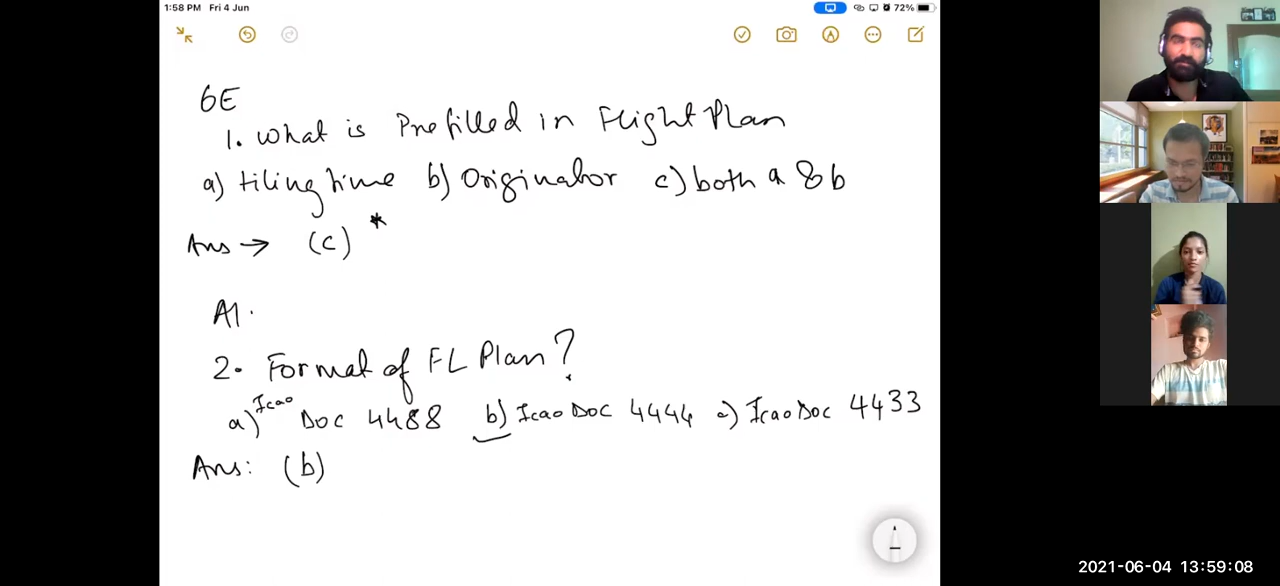 1:58 PM Fri 4 Jun
72%
6E
1. What is Prefilled in Flight Plan
a) filing time b) Originator c) both a & b
Ans → (c) *
AI.
2. Format of FL Plan?
a) Icao Doc 4488 b) Icao Doc 4444 c) Icao Doc 4433
Ans: (b)
2021-06-04 13:59:08